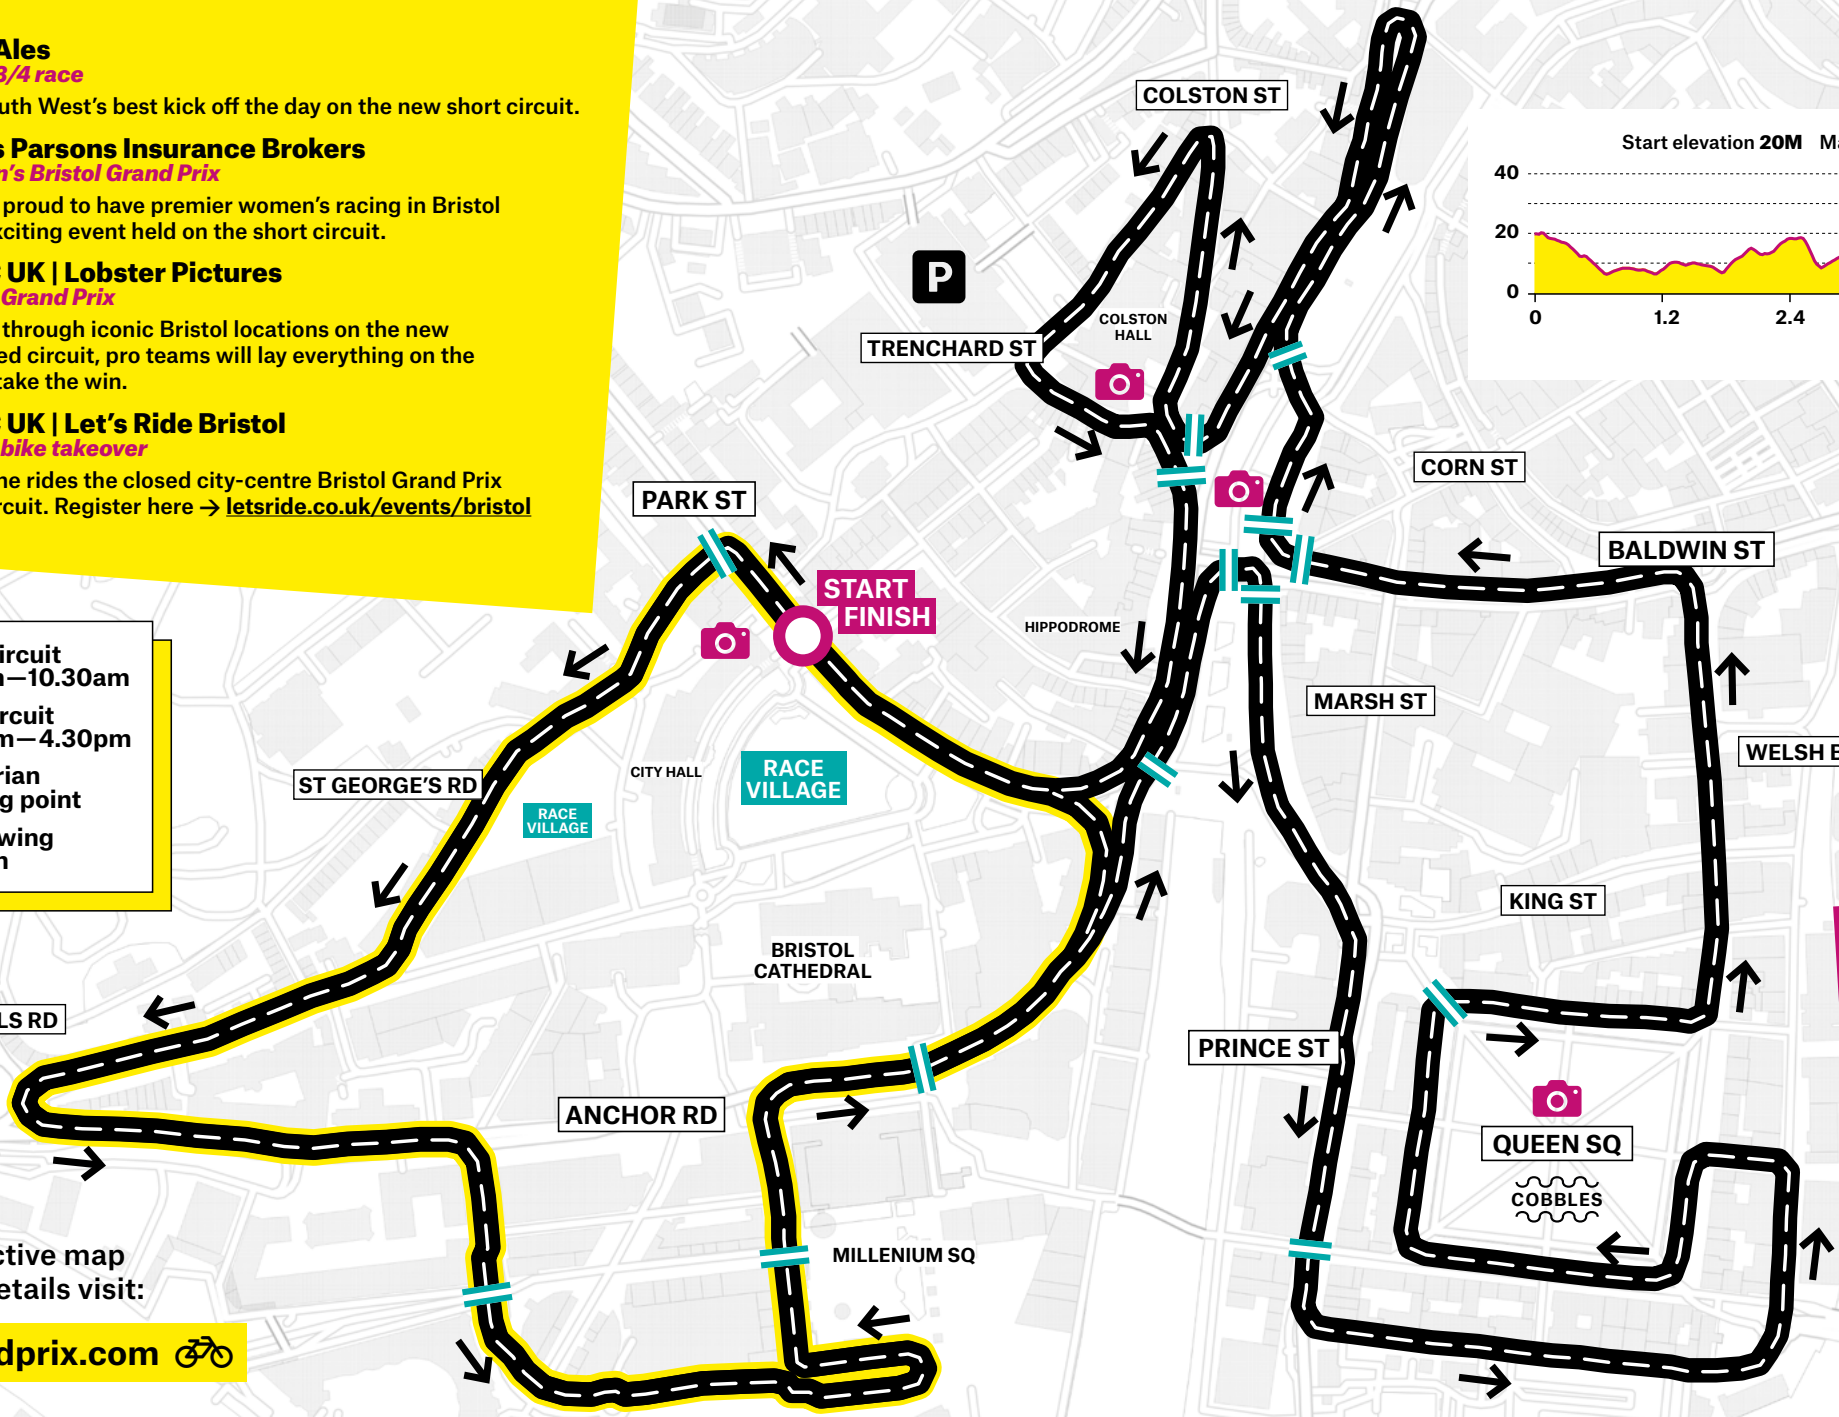 Ales
3/4 race
uth West's best kick off the day on the new short circuit.
s Parsons Insurance Brokers
n's Bristol Grand Prix
proud to have premier women's racing in Bristol
xciting event held on the short circuit.
UK | Lobster Pictures
Grand Prix
through iconic Bristol locations on the new
ed circuit, pro teams will lay everything on the
take the win.
UK | Let's Ride Bristol
bike takeover
ne rides the closed city-centre Bristol Grand Prix
rcuit. Register here → letsride.co.uk/events/bristol
ircuit
n—10.30am
rcuit
m—4.30pm
rian
g point
wing
n
ctive map
etails visit:
dprix.com
COLSTON ST
P
TRENCHARD ST
COLSTON
HALL
Start elevation 20M Ma
40
20
0
0 1.2 2.4
CORN ST
PARK ST
BALDWIN ST
START
FINISH
HIPPODROME
MARSH ST
WELSH B
CITY HALL
RACE
VILLAGE
ST GEORGE'S RD
RACE
VILLAGE
KING ST
BRISTOL
CATHEDRAL
LS RD
PRINCE ST
ANCHOR RD
QUEEN SQ
COBBLES
MILLENIUM SQ